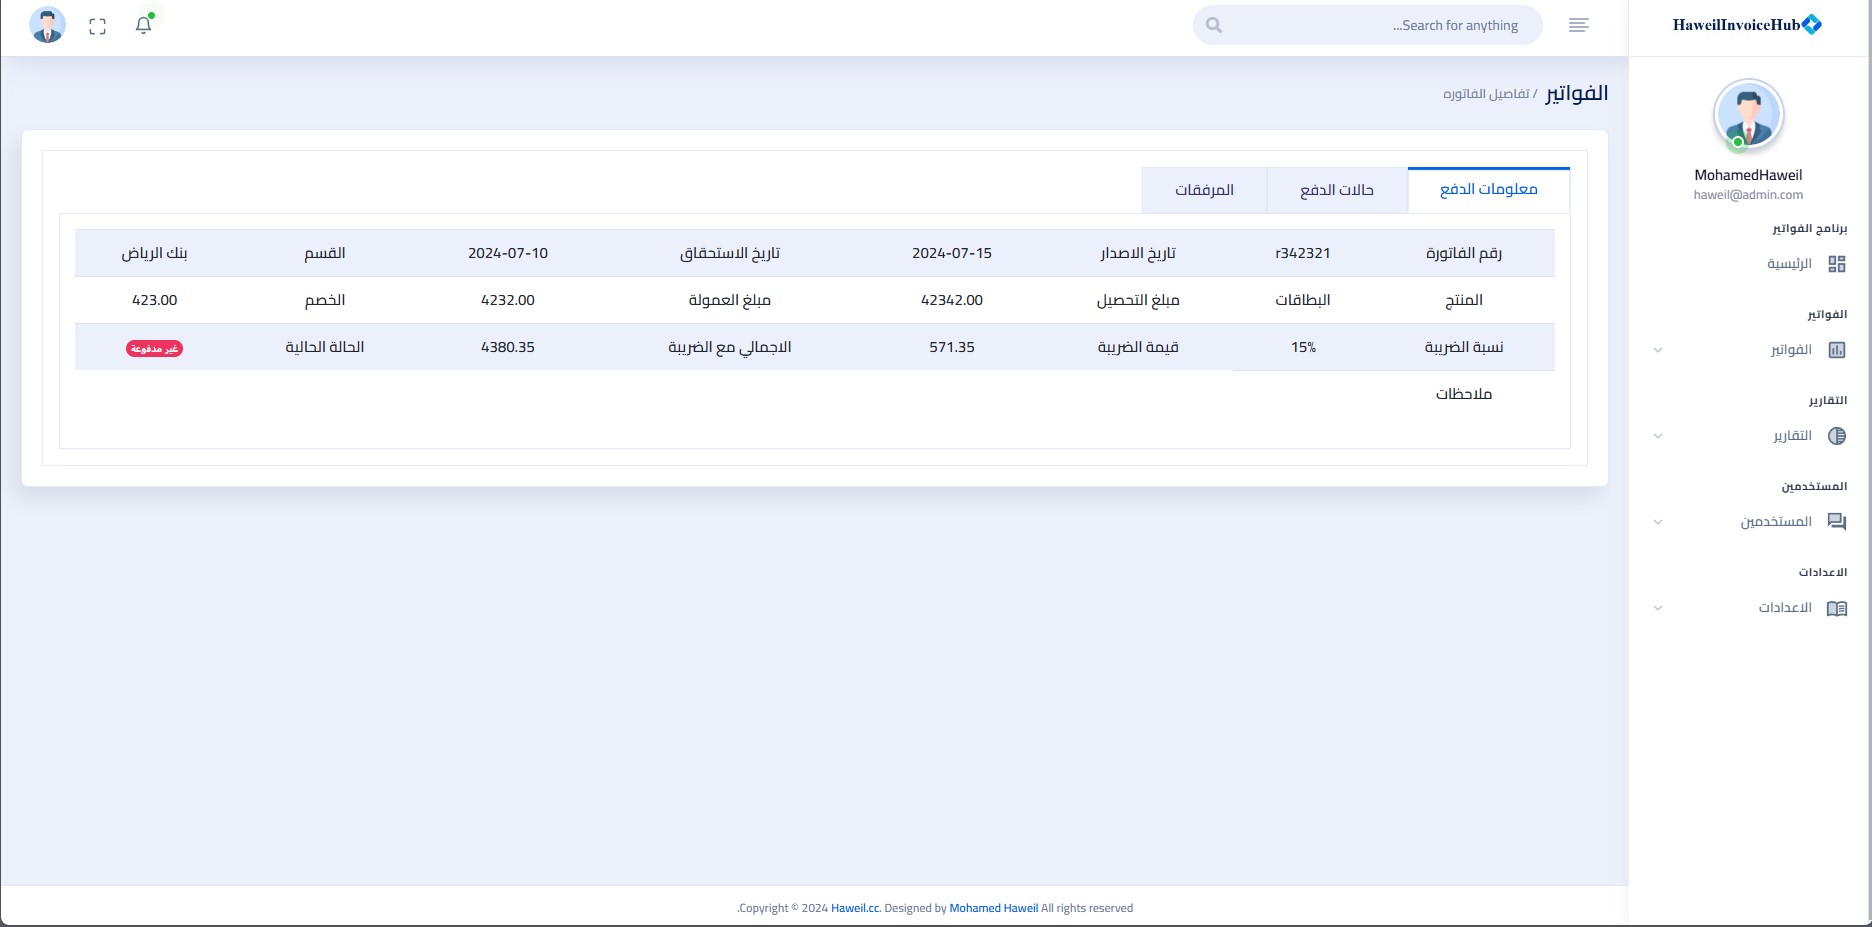 HaweilInvoiceHub
Search for anything...
MohamedHaweil
haweil@admin.com
برنامج الفواتير
الرئيسية
الفواتير
الفواتير
التقارير
التقارير
المستخدمين
المستخدمين
الاعدادات
الاعدادات
الفواتير / تفاصيل الفاتوره
معلومات الدفع حالات الدفع المرفقات
رقم الفاتورة r342321 تاريخ الاصدار 2024-07-15 تاريخ الاستحقاق 2024-07-10 القسم بنك الرياض
المنتج البطاقات مبلغ التحصيل 42342.00 مبلغ العمولة 4232.00 الخصم 423.00
نسبة الضريبة 15% قيمة الضريبة 571.35 الاجمالي مع الضريبة 4380.35 الحالة الحالية غير مدفوعة
ملاحظات
.Copyright © 2024 Haweil.cc. Designed by Mohamed Haweil All rights reserved